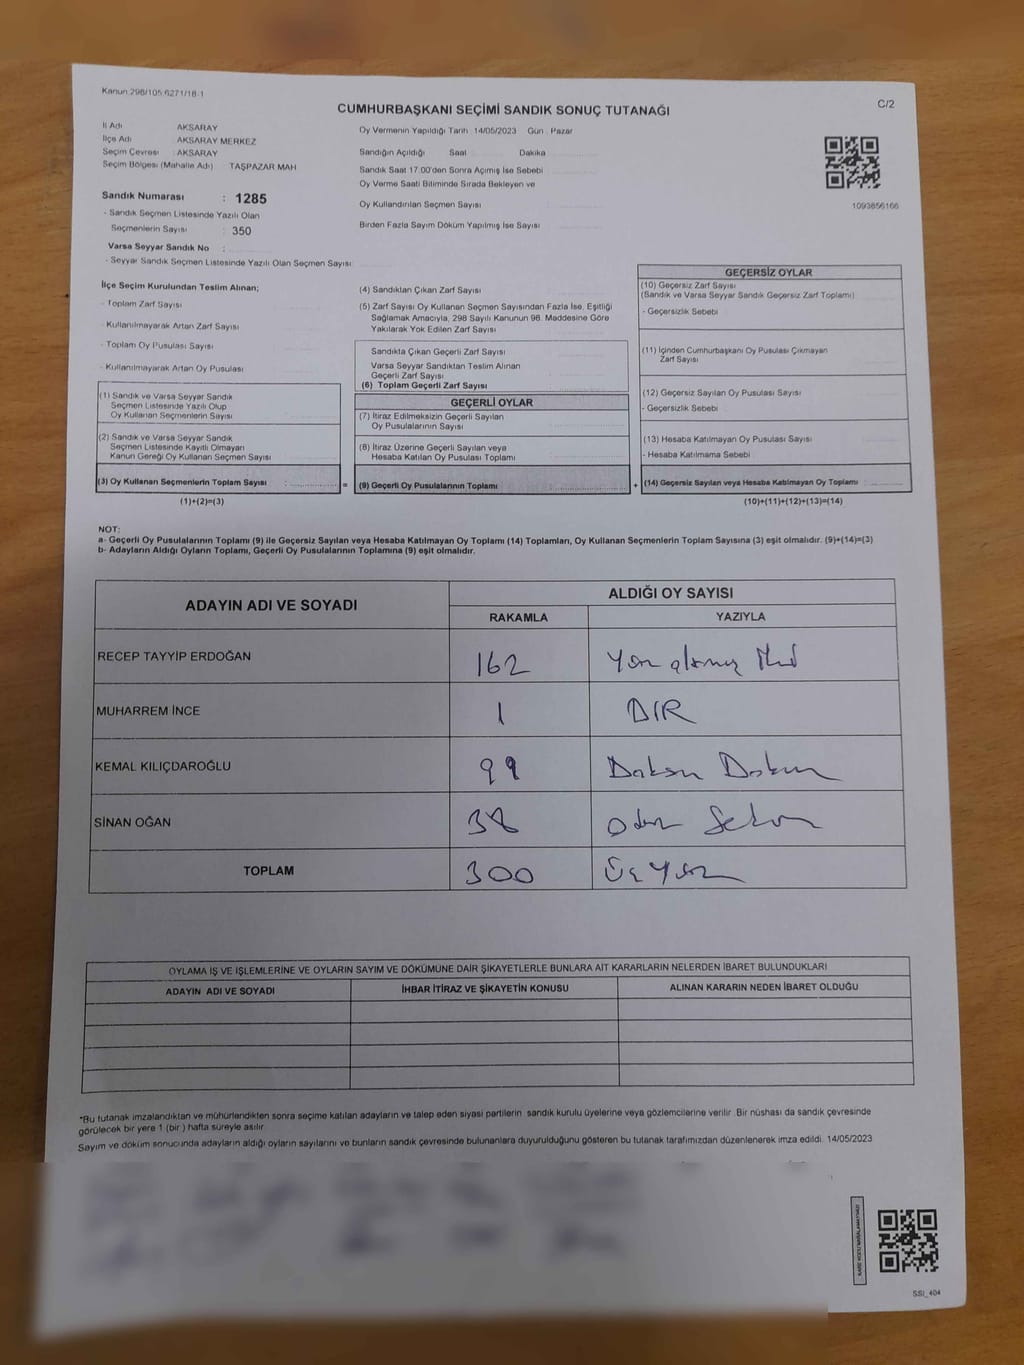 Kanun 298/105 6271/18-1
CUMHURBAŞKANI SEÇİMİ SANDIK SONUÇ TUTANAĞI
C/2
İl Adı AKSARAY
İlçe Adı AKSARAY MERKEZ
Seçim Çevresi : AKSARAY
Seçim Bölgesi (Mahalle Adı) TAŞPAZAR MAH
Sandık Numarası : 1285
- Sandık Seçmen Listesinde Yazılı Olan
Seçmenlerin Sayısı : 350
Varsa Seyyar Sandık No :
- Seyyar Sandık Seçmen Listesinde Yazılı Olan Seçmen Sayısı:
Oy Vermenin Yapıldığı Tarih 14/05/2023 Gün : Pazar
Sandığın Açıldığı Saat Dakika
Sandık Saat 17.00'den Sonra Açımış İse Sebebi
Oy Verme Saati Bitiminde Sırada Bekleyen ve
Oy Kullandırılan Seçmen Sayısı
Birden Fazla Sayım Döküm Yapılmış İse Sayısı
1093856166
İlçe Seçim Kurulundan Teslim Alınan;
- Toplam Zarf Sayısı
- Kullanılmayarak Artan Zarf Sayısı
- Toplam Oy Pusulası Sayısı
- Kullanılmayarak Artan Oy Pusulası
(1) Sandık ve Varsa Seyyar Sandık
Seçmen Listesinde Yazılı Olup
Oy Kullanan Seçmenlerin Sayısı
(2) Sandık ve Varsa Seyyar Sandık
Seçmen Listesinde Kayıtlı Olmayan
Kanun Gereği Oy Kullanan Seçmen Sayısı
(3) Oy Kullanan Seçmenlerin Toplam Sayısı :
(1)+(2)=(3)
=
(4) Sandıktan Çıkan Zarf Sayısı
(5) Zarf Sayısı Oy Kullanan Seçmen Sayısından Fazla İse, Eşitliği
Sağlamak Amacıyla, 298 Sayılı Kanunun 98. Maddesine Göre
Yakılarak Yok Edilen Zarf Sayısı
Sandıkta Çıkan Geçerli Zarf Sayısı
Varsa Seyyar Sandıktan Teslim Alınan
Geçerli Zarf Sayısı
(6) Toplam Geçerli Zarf Sayısı
GEÇERLİ OYLAR
(7) İtiraz Edilmeksizin Geçerli Sayılan
Oy Pusulalarının Sayısı
(8) İtiraz Üzerine Geçerli Sayılan veya
Hesaba Katılan Oy Pusulası Toplamı
(9) Geçerli Oy Pusulalarının Toplamı
+
GEÇERSİZ OYLAR
(10) Geçersiz Zarf Sayısı
(Sandık ve Varsa Seyyar Sandık Geçersiz Zarf Toplamı)
- Geçersizlik Sebebi
(11) İçinden Cumhurbaşkanı Oy Pusulası Çıkmayan
Zarf Sayısı
(12) Geçersiz Sayılan Oy Pusulası Sayısı
- Geçersizlik Sebebi
(13) Hesaba Katılmayan Oy Pusulası Sayısı
- Hesaba Katılmama Sebebi
(14) Geçersiz Sayılan veya Hesaba Katılmayan Oy Toplamı :
(10)+(11)+(12)+(13)=(14)
NOT:
a- Geçerli Oy Pusulalarının Toplamı (9) ile Geçersiz Sayılan veya Hesaba Katılmayan Oy Toplamı (14) Toplamları, Oy Kullanan Seçmenlerin Toplam Sayısına (3) eşit olmalıdır. (9)+(14)=(3)
b- Adayların Aldığı Oyların Toplamı, Geçerli Oy Pusulalarının Toplamına (9) eşit olmalıdır.
ADAYIN ADI VE SOYADI
ALDIĞI OY SAYISI
RAKAMLA YAZIYLA
RECEP TAYYİP ERDOĞAN 162 Yüz altmış
MUHARREM İNCE 1 BİR
KEMAL KILIÇDAROĞLU 99 Doksan Dokuz
SİNAN OĞAN 38 Otuz Sekiz
TOPLAM 300 Üç Yüz
OYLAMA İŞ VE İŞLEMLERİNE VE OYLARIN SAYIM VE DÖKÜMÜNE DAİR ŞİKAYETLERLE BUNLARA AİT KARARLARIN NELERDEN İBARET BULUNDUKLARI
ADAYIN ADI VE SOYADI İHBAR İTİRAZ VE ŞİKAYETİN KONUSU ALINAN KARARIN NEDEN İBARET OLDUĞU
*Bu tutanak imzalandıktan ve mühürlendikten sonra seçime katılan adayların ve talep eden siyasi partilerin sandık kurulu üyelerine veya gözlemcilerine verilir. Bir nüshası da sandık çevresinde
görülecek bir yere 1 (bir ) hafta süreyle asılır.
Sayım ve döküm sonucunda adayların aldığı oyların sayılarını ve bunların sandık çevresinde bulunanlara duyurulduğunu gösteren bu tutanak tarafımızdan düzenlenerek imza edildi. 14/05/2023
SSI_404